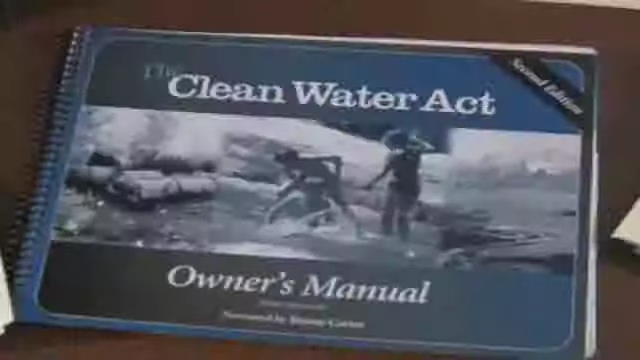 The
Clean Water Act
Second Edition
Owner's Manual